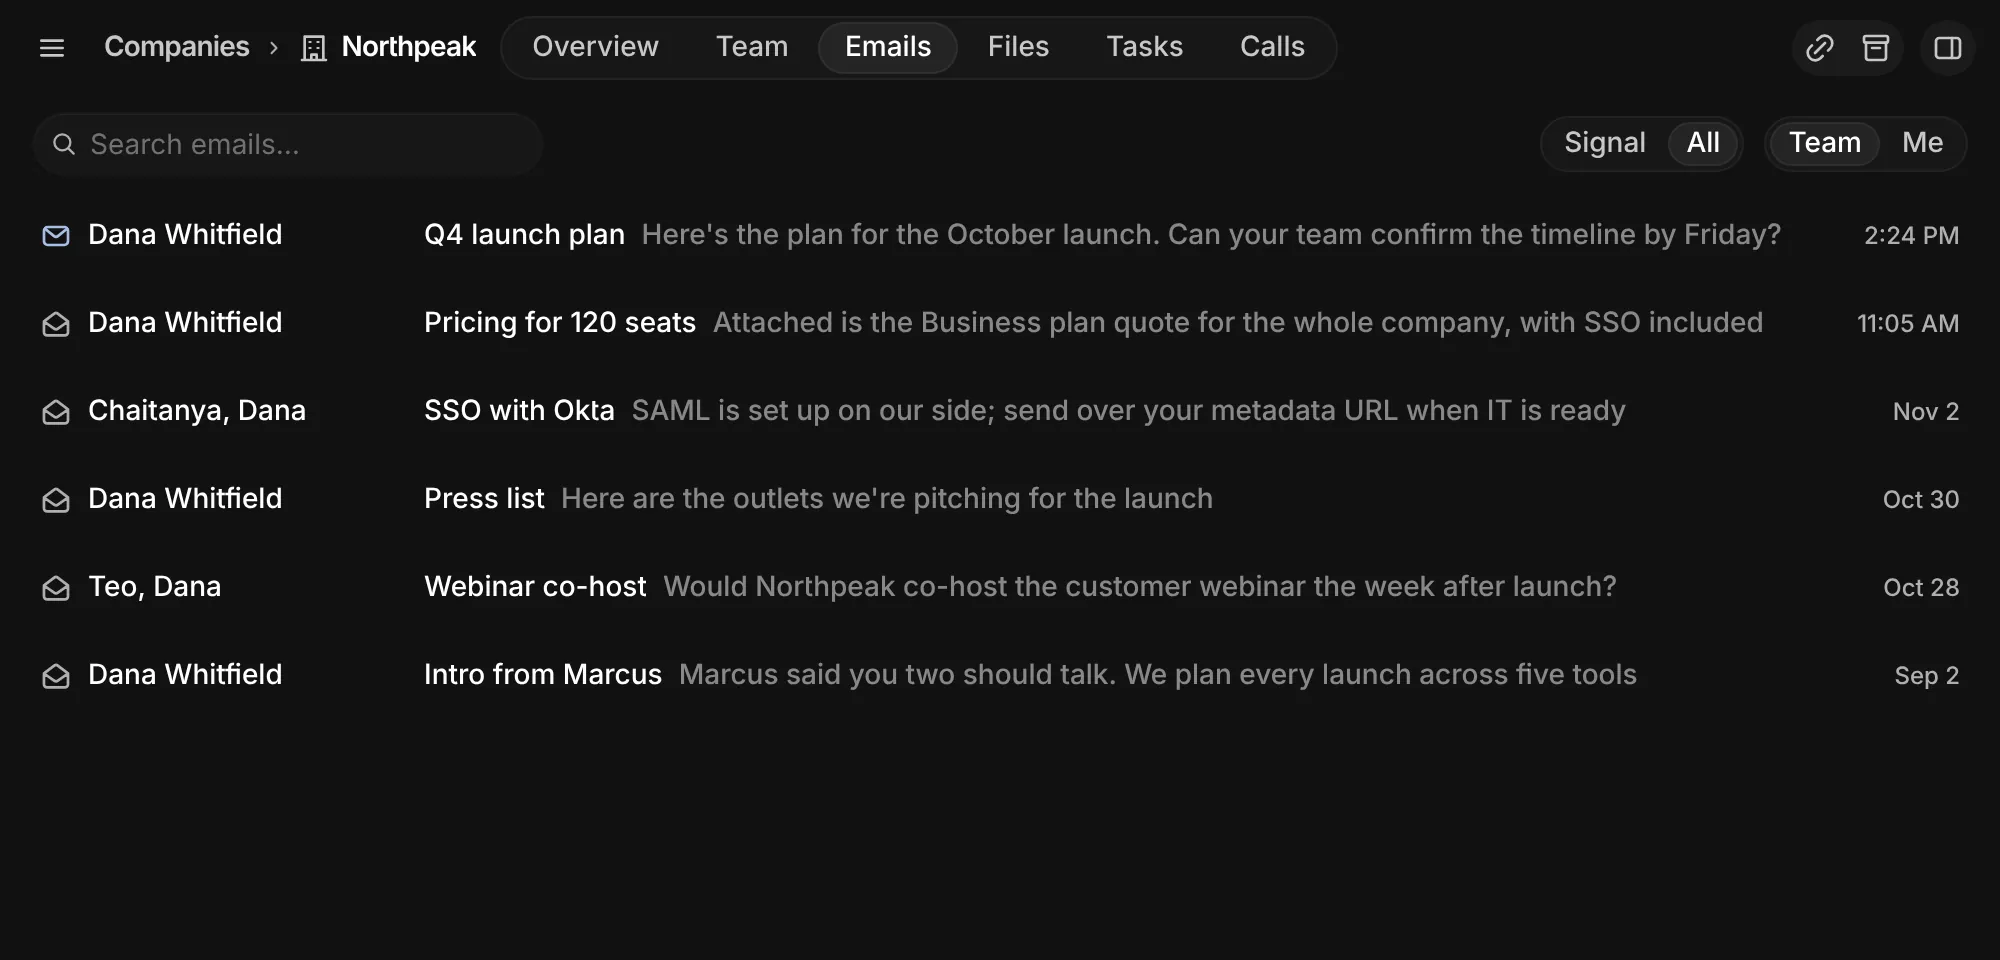 Companies › Northpeak Overview Team Emails Files Tasks Calls
Search emails... Signal All Team Me
Dana Whitfield Q4 launch plan Here's the plan for the October launch. Can your team confirm the timeline by Friday? 2:24 PM
Dana Whitfield Pricing for 120 seats Attached is the Business plan quote for the whole company, with SSO included 11:05 AM
Chaitanya, Dana SSO with Okta SAML is set up on our side; send over your metadata URL when IT is ready Nov 2
Dana Whitfield Press list Here are the outlets we're pitching for the launch Oct 30
Teo, Dana Webinar co-host Would Northpeak co-host the customer webinar the week after launch? Oct 28
Dana Whitfield Intro from Marcus Marcus said you two should talk. We plan every launch across five tools Sep 2